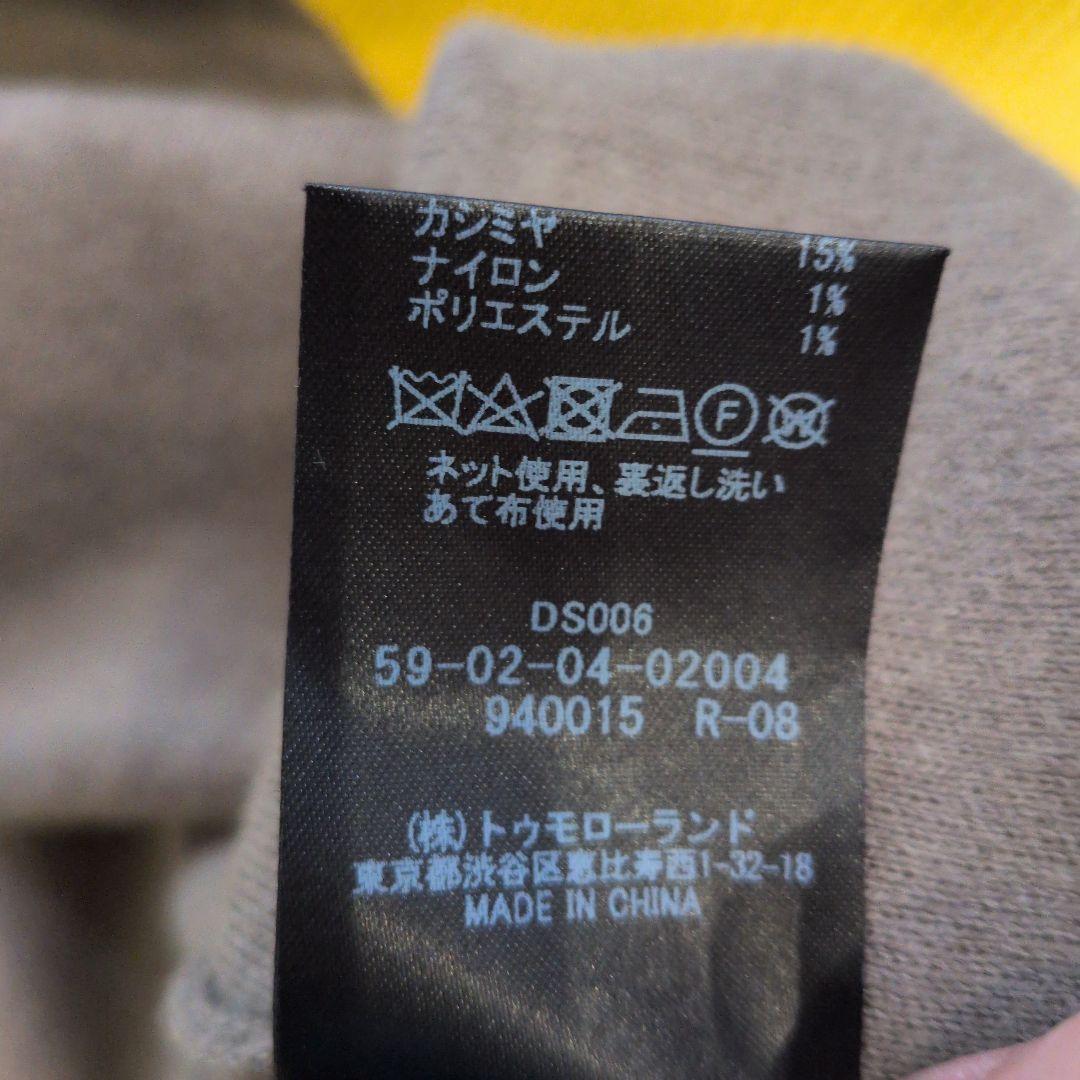 カシミヤ 15%
ナイロン 1%
ポリエステル 1%
F W
ネット使用、裏返し洗い
あて布使用
DS006
59-02-04-02004
940015 R-08
(株)トゥモローランド
東京都渋谷区恵比寿西1-32-18
MADE IN CHINA